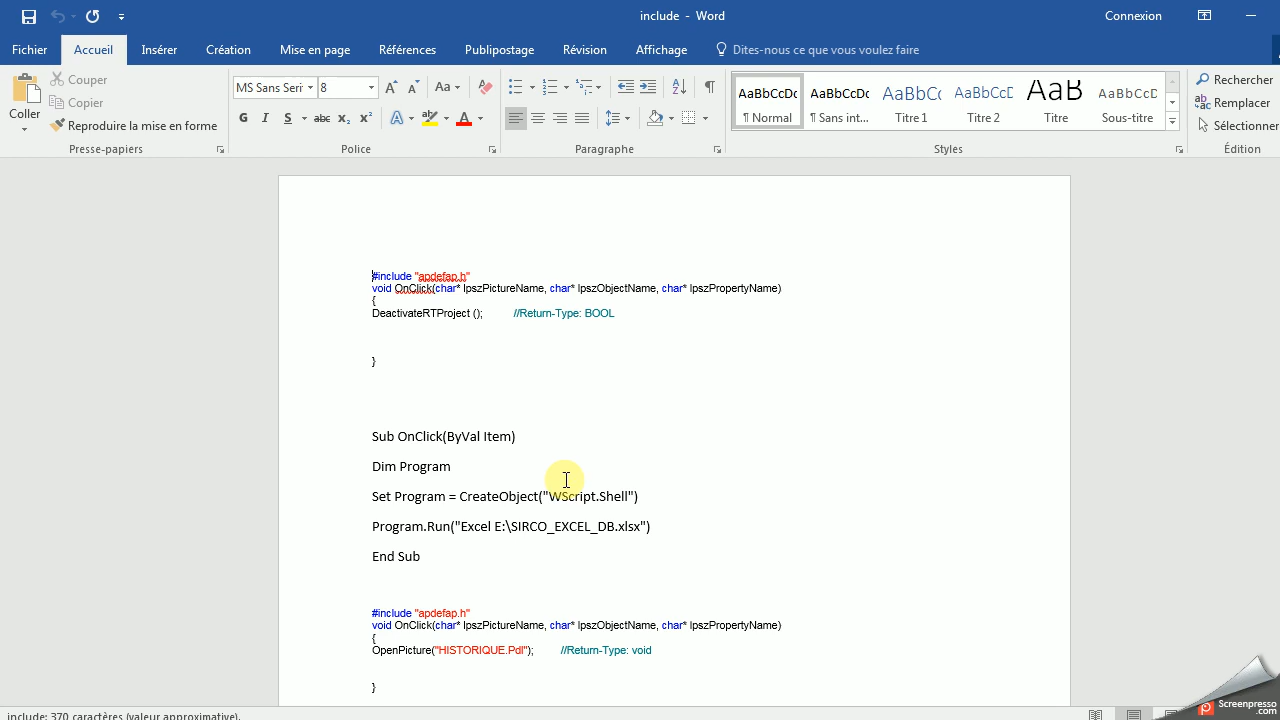 include - Word
Connexion
Fichier Accueil Insérer Création Mise en page Références Publipostage Révision Affichage Dites-nous ce que vous voulez faire
Coller
Couper
Copier
Reproduire la mise en forme
Presse-papiers
MS Sans Seri 8
G I S abc x₂ x²
Aa
A
Police
Paragraphe
AaBbCcDc AaBbCcDc AaBbCc AaBbCcD AaB AaBbCcD
¶ Normal ¶ Sans int... Titre 1 Titre 2 Titre Sous-titre
Styles
Rechercher
Remplacer
Sélectionner
Édition
#include "apdefap.h"
void OnClick(char* lpszPictureName, char* lpszObjectName, char* lpszPropertyName)
{
DeactivateRTProject (); //Return-Type: BOOL
}
Sub OnClick(ByVal Item)
Dim Program
Set Program = CreateObject("WScript.Shell")
Program.Run("Excel E:\SIRCO_EXCEL_DB.xlsx")
End Sub
#include "apdefap.h"
void OnClick(char* lpszPictureName, char* lpszObjectName, char* lpszPropertyName)
{
OpenPicture("HISTORIQUE.Pdl"); //Return-Type: void
}
include: 370 caractères (valeur approximative).
Screenpresso
.com